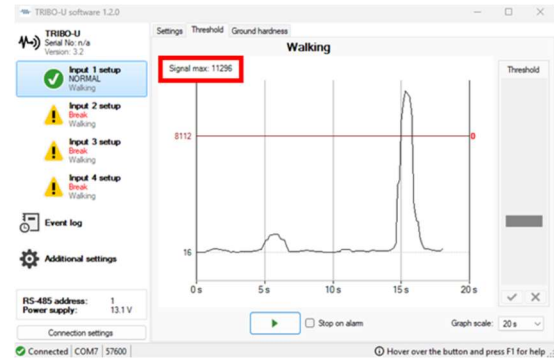 TRIBO-U software 1.2.0
TRIBO-U
Serial No: n/a
Version: 3.2
Input 1 setup
NORMAL
Walking
Input 2 setup
Break
Walking
Input 3 setup
Break
Walking
Input 4 setup
Break
Walking
Event log
Additional settings
RS-485 address: 1
Power supply: 13.1 V
Connection settings
Settings Threshold Ground hardness
Walking
Signal max: 11296
Threshold
8112
0
16
0 s 5 s 10 s 15 s 20 s
Stop on alarm
Graph scale: 20 s
Connected COM7 57600
Hover over the button and press F1 for help